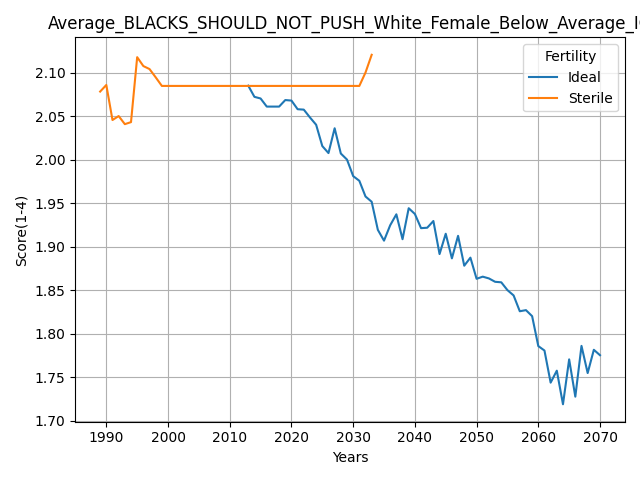 Average_BLACKS_SHOULD_NOT_PUSH_White_Female_Below_Average_I
Fertility
Ideal
Sterile
2.10
2.05
2.00
1.95
1.90
1.85
1.80
1.75
1.70
Score(1-4)
1990 2000 2010 2020 2030 2040 2050 2060 2070
Years